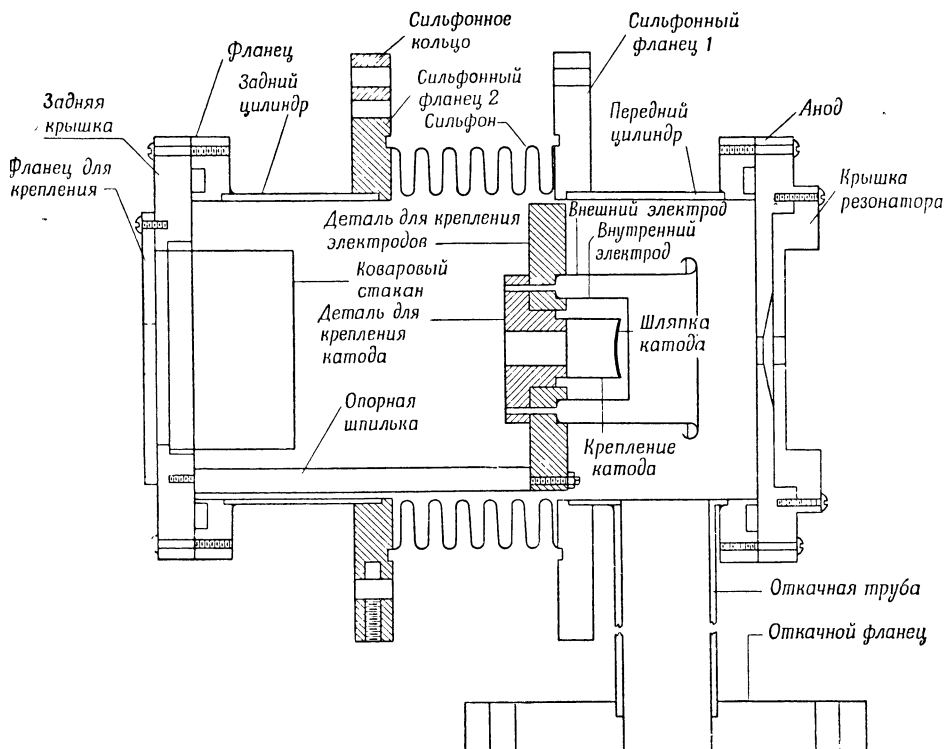 Сильфонное
кольцо
Сильфонный
фланец 1
Фланец
Задний
цилиндр
Сильфонный
фланец 2
Сильфон
Передний
цилиндр
Анод
Задняя
крышка
Фланец для
крепления
Крышка
резонатора
Деталь для крепления
электродов
Внешний электрод
Внутренний
электрод
Коваровый
стакан
Деталь для
крепления
катода
Шляпка
катода
Опорная
шпилька
Крепление
катода
Откачная труба
Откачной фланец